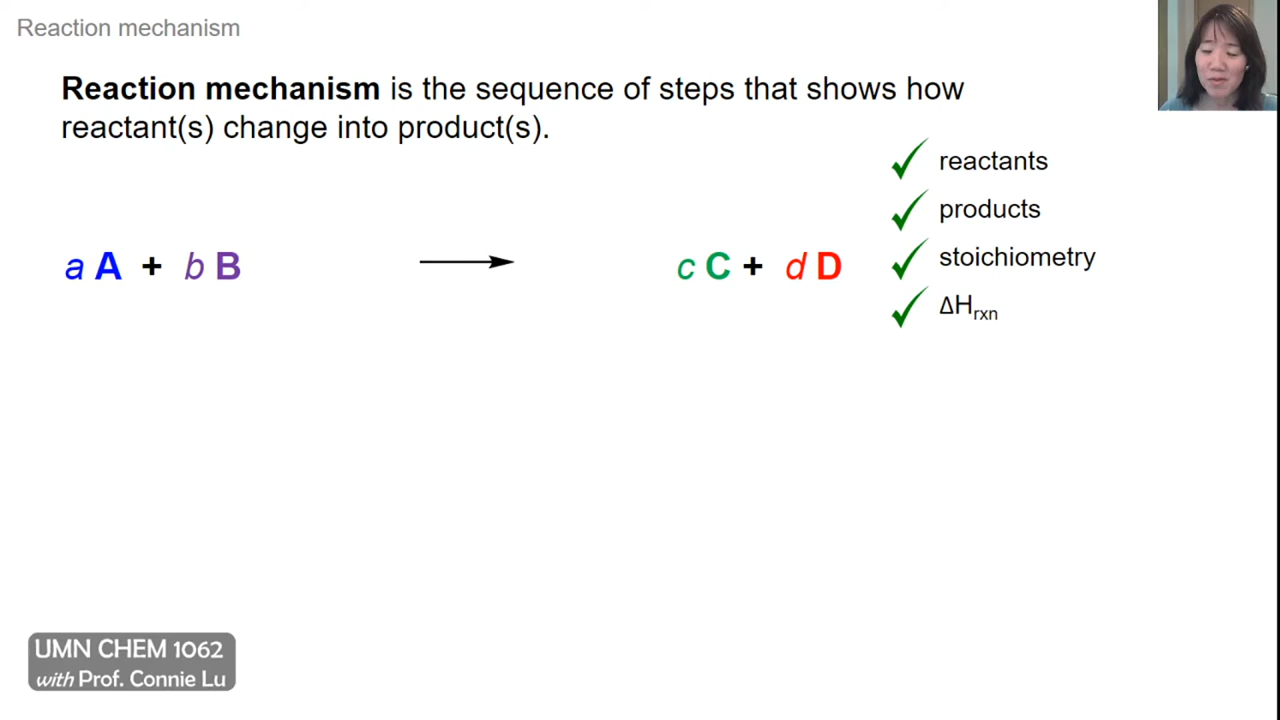 Reaction mechanism
Reaction mechanism is the sequence of steps that shows how
reactant(s) change into product(s).
reactants
products
stoichiometry
ΔHrxn
a A + b B → c C + d D
UMN CHEM 1062
with Prof. Connie Lu